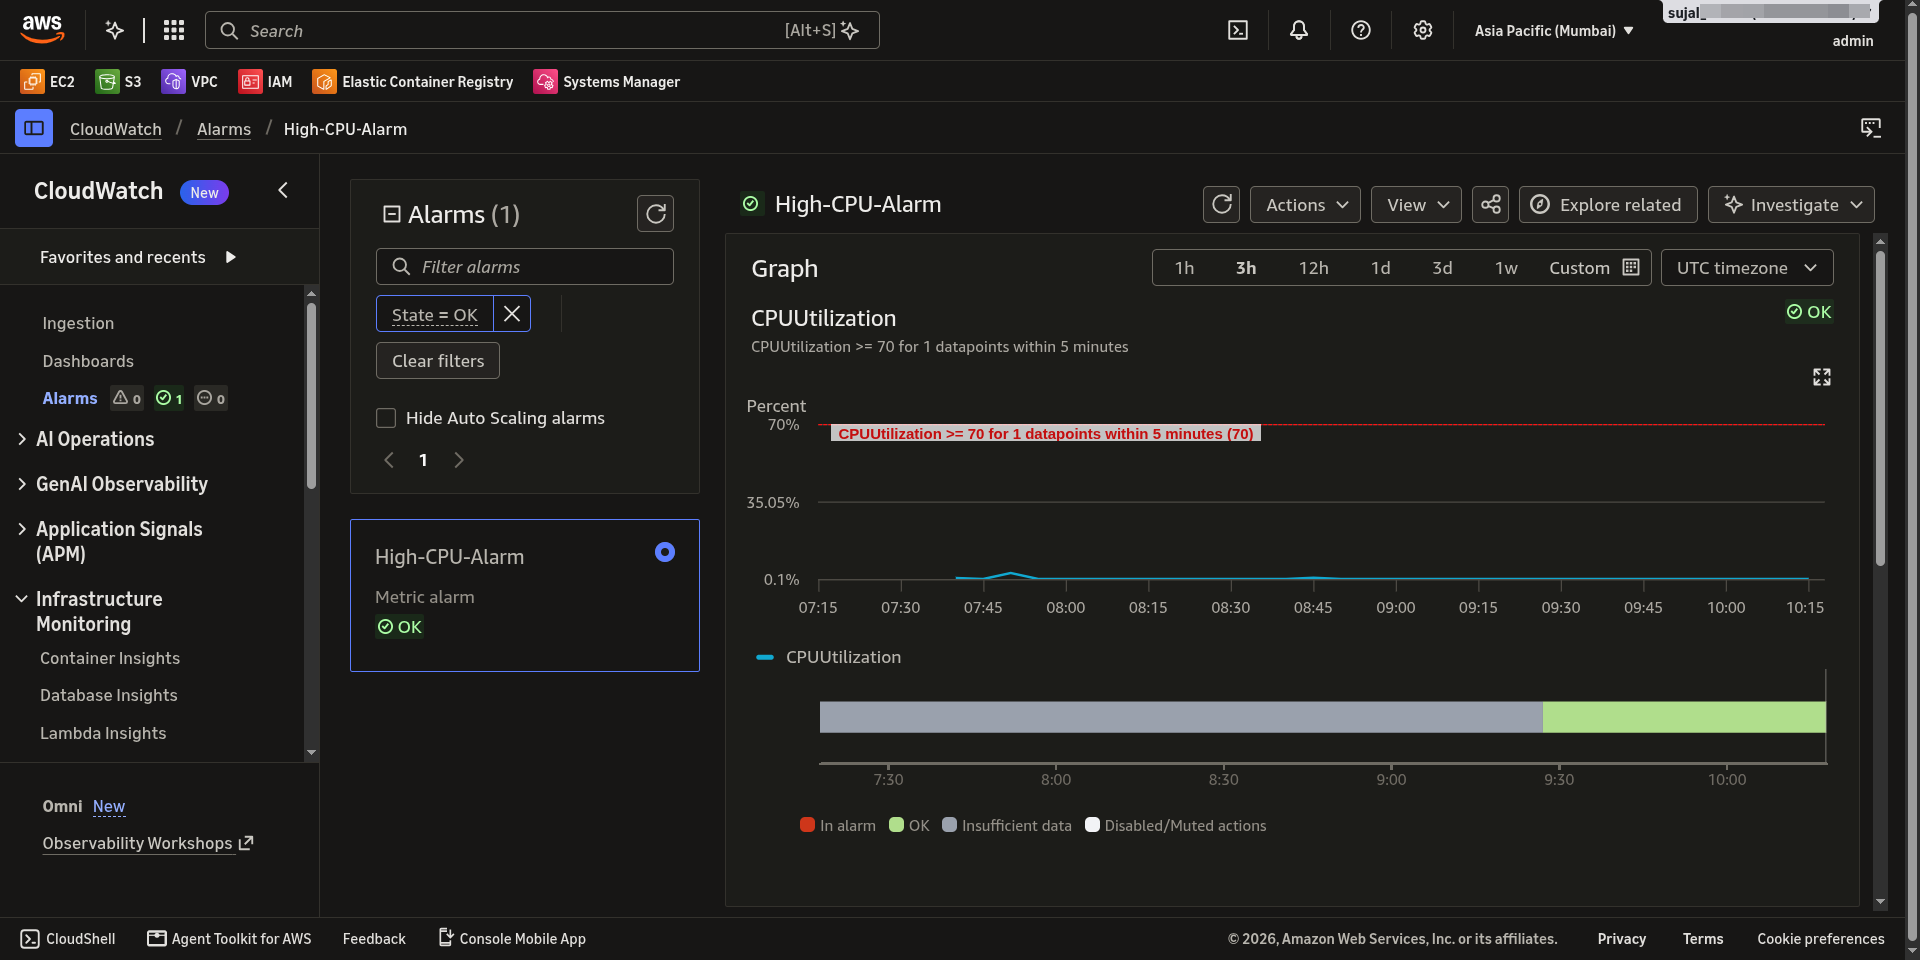 aws
Search [Alt+S]
Asia Pacific (Mumbai)
sujal
admin
EC2 S3 VPC IAM Elastic Container Registry Systems Manager
CloudWatch / Alarms / High-CPU-Alarm
CloudWatch New
Favorites and recents
Ingestion
Dashboards
Alarms 0 1 0
AI Operations
GenAI Observability
Application Signals
(APM)
Infrastructure
Monitoring
Container Insights
Database Insights
Lambda Insights
Omni New
Observability Workshops
Alarms (1)
Filter alarms
State = OK
Clear filters
Hide Auto Scaling alarms
1
High-CPU-Alarm
Metric alarm
OK
High-CPU-Alarm
Actions View Explore related Investigate
Graph
1h 3h 12h 1d 3d 1w Custom UTC timezone
CPUUtilization
OK
CPUUtilization >= 70 for 1 datapoints within 5 minutes
Percent
70%
CPUUtilization >= 70 for 1 datapoints within 5 minutes (70)
35.05%
0.1%
07:15 07:30 07:45 08:00 08:15 08:30 08:45 09:00 09:15 09:30 09:45 10:00 10:15
CPUUtilization
7:30 8:00 8:30 9:00 9:30 10:00
In alarm OK Insufficient data Disabled/Muted actions
CloudShell Agent Toolkit for AWS Feedback Console Mobile App
© 2026, Amazon Web Services, Inc. or its affiliates. Privacy Terms Cookie preferences